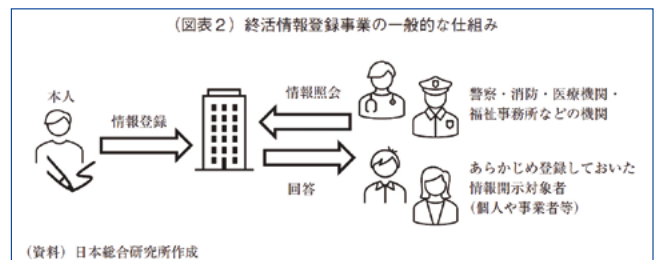 (図表2)終活情報登録事業の一般的な仕組み
本人
情報登録
情報照会
回答
警察・消防・医療機関・
福祉事務所などの機関
あらかじめ登録しておいた
情報開示対象者
(個人や事業者等)
(資料)日本総合研究所作成